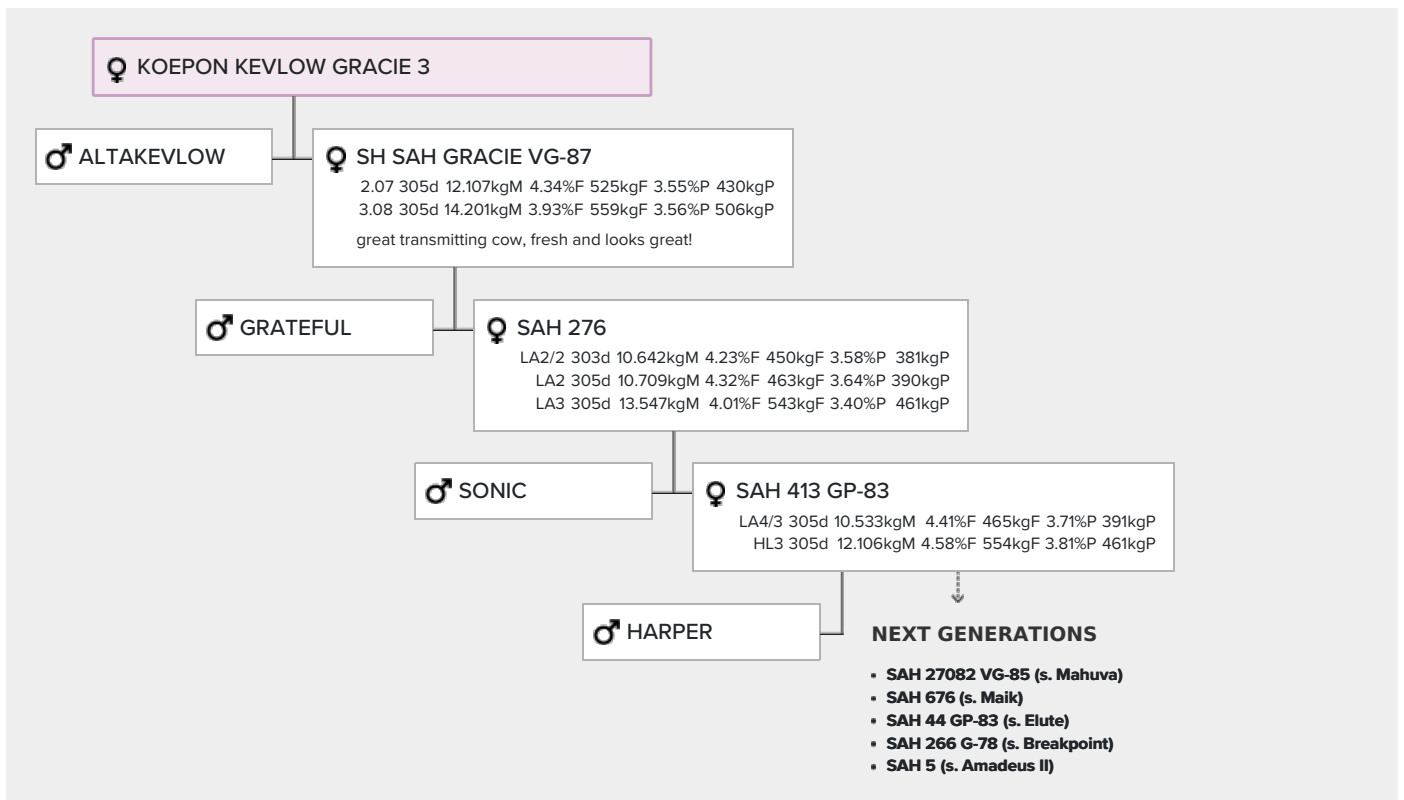 KOEPON KEVLOW GRACIE 3
ALTAKEVLOW
SH SAH GRACIE VG-87
2.07 305d 12.107kgM 4.34%F 525kgF 3.55%P 430kgP
3.08 305d 14.201kgM 3.93%F 559kgF 3.56%P 506kgP
great transmitting cow, fresh and looks great!
GRATEFUL
SAH 276
LA2/2 303d 10.642kgM 4.23%F 450kgF 3.58%P 381kgP
LA2 305d 10.709kgM 4.32%F 463kgF 3.64%P 390kgP
LA3 305d 13.547kgM 4.01%F 543kgF 3.40%P 461kgP
SONIC
SAH 413 GP-83
LA4/3 305d 10.533kgM 4.41%F 465kgF 3.71%P 391kgP
HL3 305d 12.106kgM 4.58%F 554kgF 3.81%P 461kgP
HARPER
NEXT GENERATIONS
SAH 27082 VG-85 (s. Mahuva)
SAH 676 (s. Maik)
SAH 44 GP-83 (s. Elute)
SAH 266 G-78 (s. Breakpoint)
SAH 5 (s. Amadeus II)